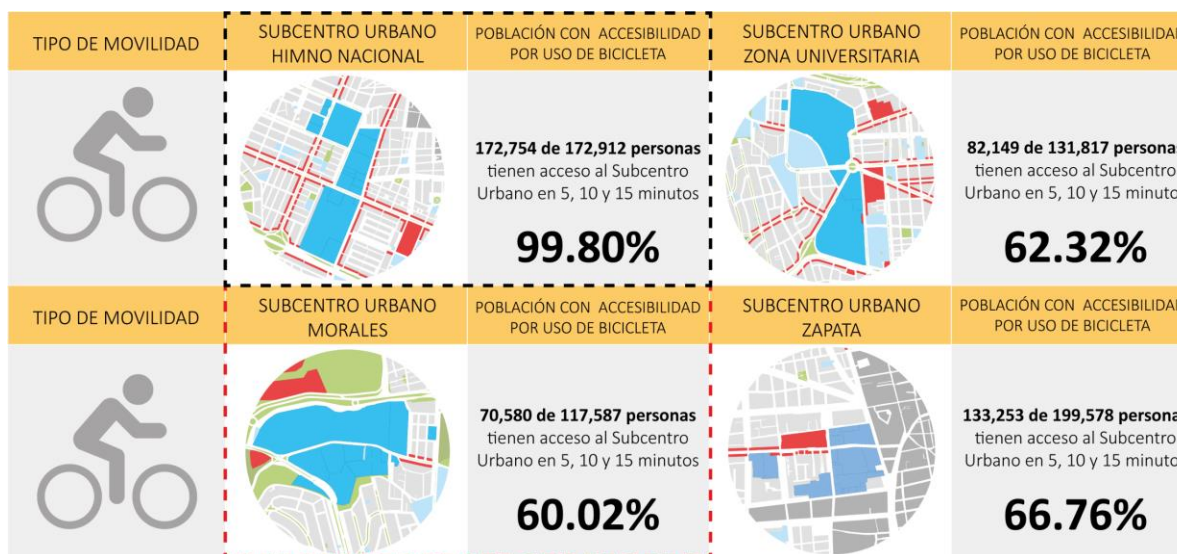 TIPO DE MOVILIDAD
SUBCENTRO URBANO
HIMNO NACIONAL
POBLACIÓN CON ACCESIBILIDAD
POR USO DE BICICLETA
SUBCENTRO URBANO
ZONA UNIVERSITARIA
POBLACIÓN CON ACCESIBILIDAD
POR USO DE BICICLETA
172,754 de 172,912 personas
tienen acceso al Subcentro
Urbano en 5, 10 y 15 minutos
99.80%
82,149 de 131,817 personas
tienen acceso al Subcentro
Urbano en 5, 10 y 15 minuto
62.32%
TIPO DE MOVILIDAD
SUBCENTRO URBANO
MORALES
POBLACIÓN CON ACCESIBILIDAD
POR USO DE BICICLETA
SUBCENTRO URBANO
ZAPATA
POBLACIÓN CON ACCESIBILIDAD
POR USO DE BICICLETA
70,580 de 117,587 personas
tienen acceso al Subcentro
Urbano en 5, 10 y 15 minutos
60.02%
133,253 de 199,578 persona
tienen acceso al Subcentro
Urbano en 5, 10 y 15 minuto
66.76%